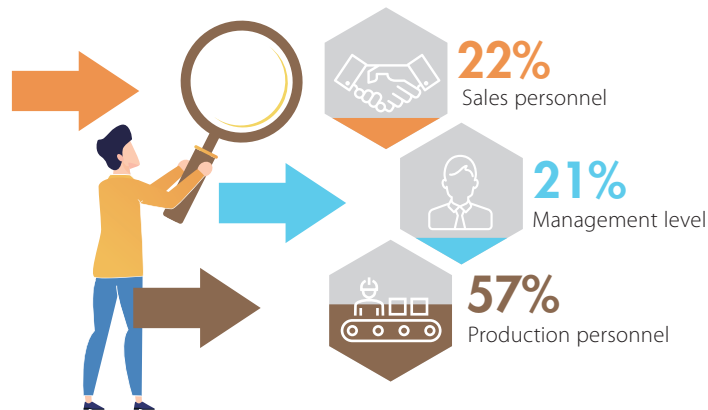 22%
Sales personnel
21%
Management level
57%
Production personnel